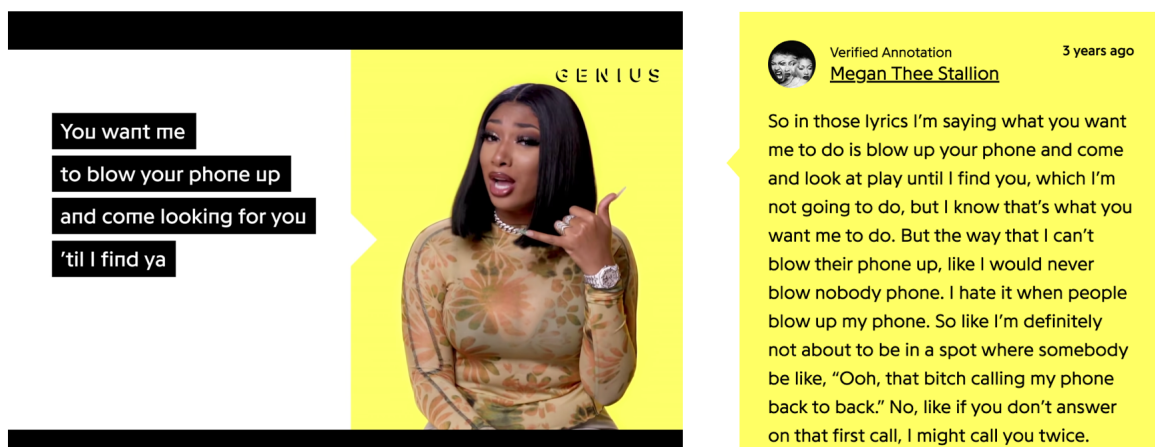 GENIUS
You want me
to blow your phone up
and come looking for you
'til I find ya
Verified Annotation
3 years ago
Megan Thee Stallion
So in those lyrics I'm saying what you want
me to do is blow up your phone and come
and look at play until I find you, which I'm
not going to do, but I know that's what you
want me to do. But the way that I can't
blow their phone up, like I would never
blow nobody phone. I hate it when people
blow up my phone. So like I'm definitely
not about to be in a spot where somebody
be like, “Ooh, that bitch calling my phone
back to back.” No, like if you don't answer
on that first call, I might call you twice.